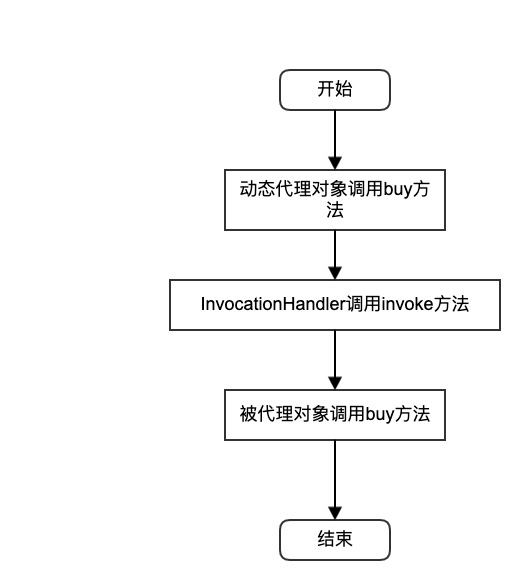 开始
动态代理对象调用buy方
法
InvocationHandler调用invoke方法
被代理对象调用buy方法
结束